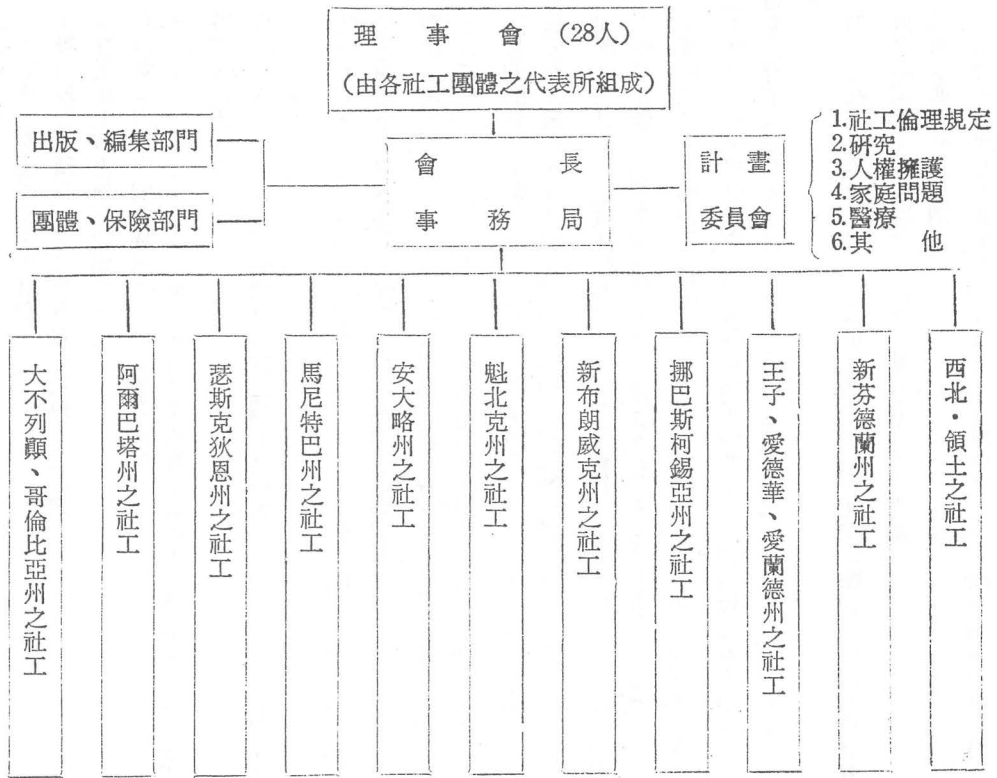 理事會(28人)
(由各社工團體之代表所組成)
出版、編集部門
團體、保險部門
會長
事務局
計畫
委員會
1.社工倫理規定
2.研究
3.人權擁護
4.家庭問題
5.醫療
6.其他
大不列顛、哥倫比亞州之社工
阿爾巴塔州之社工
瑟斯克狄恩州之社工
馬尼特巴州之社工
安大略州之社工
魁北克州之社工
新布朗威克州之社工
挪巴斯柯錫亞州之社工
王子、愛德華、愛蘭德州之社工
新芬德蘭州之社工
西北·領土之社工